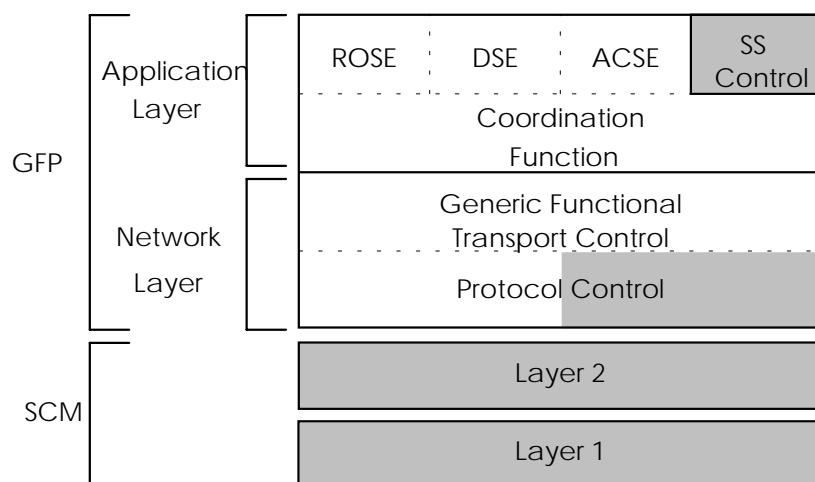 ROSE
DSE
ACSE
SS
Control
Application
Layer
Coordination
Function
GFP
Generic Functional
Transport Control
Network
Layer
Protocol Control
Layer 2
SCM
Layer 1